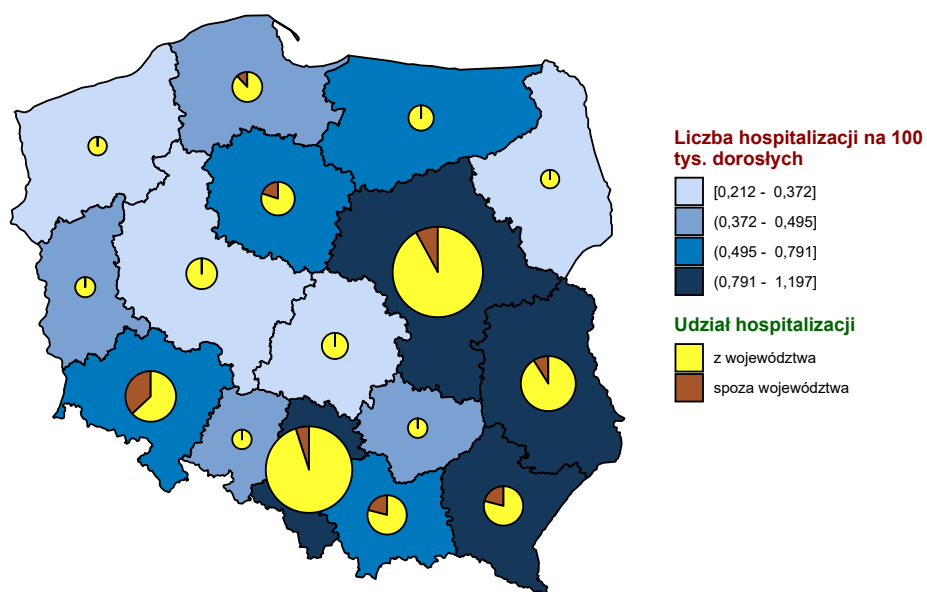 Liczba hospitalizacji na 100
tys. dorosłych
[0,212 - 0,372]
(0,372 - 0,495]
(0,495 - 0,791]
(0,791 - 1,197]
Udział hospitalizacji
z województwa
spoza województwa